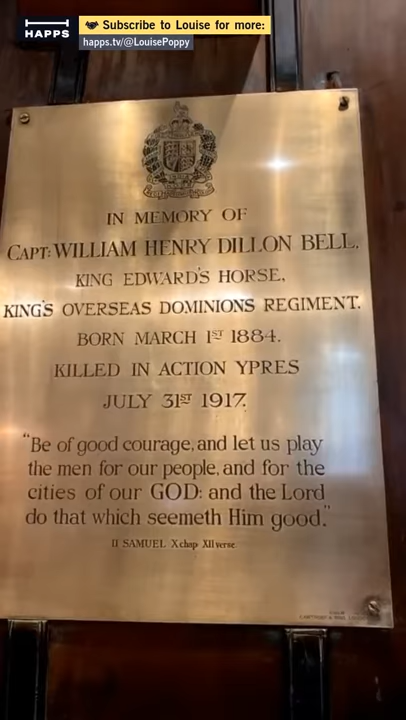 HAPPS
Subscribe to Louise for more:
happs.tv/@LouisePoppy
IN MEMORY OF
CAPT: WILLIAM HENRY DILLON BELL,
KING EDWARD'S HORSE,
KING'S OVERSEAS DOMINIONS REGIMENT.
BORN MARCH 1ST 1884.
KILLED IN ACTION YPRES
JULY 31ST 1917.
"Be of good courage, and let us play
the men for our people, and for the
cities of our GOD: and the Lord
do that which seemeth Him good."
II SAMUEL X chap XII verse